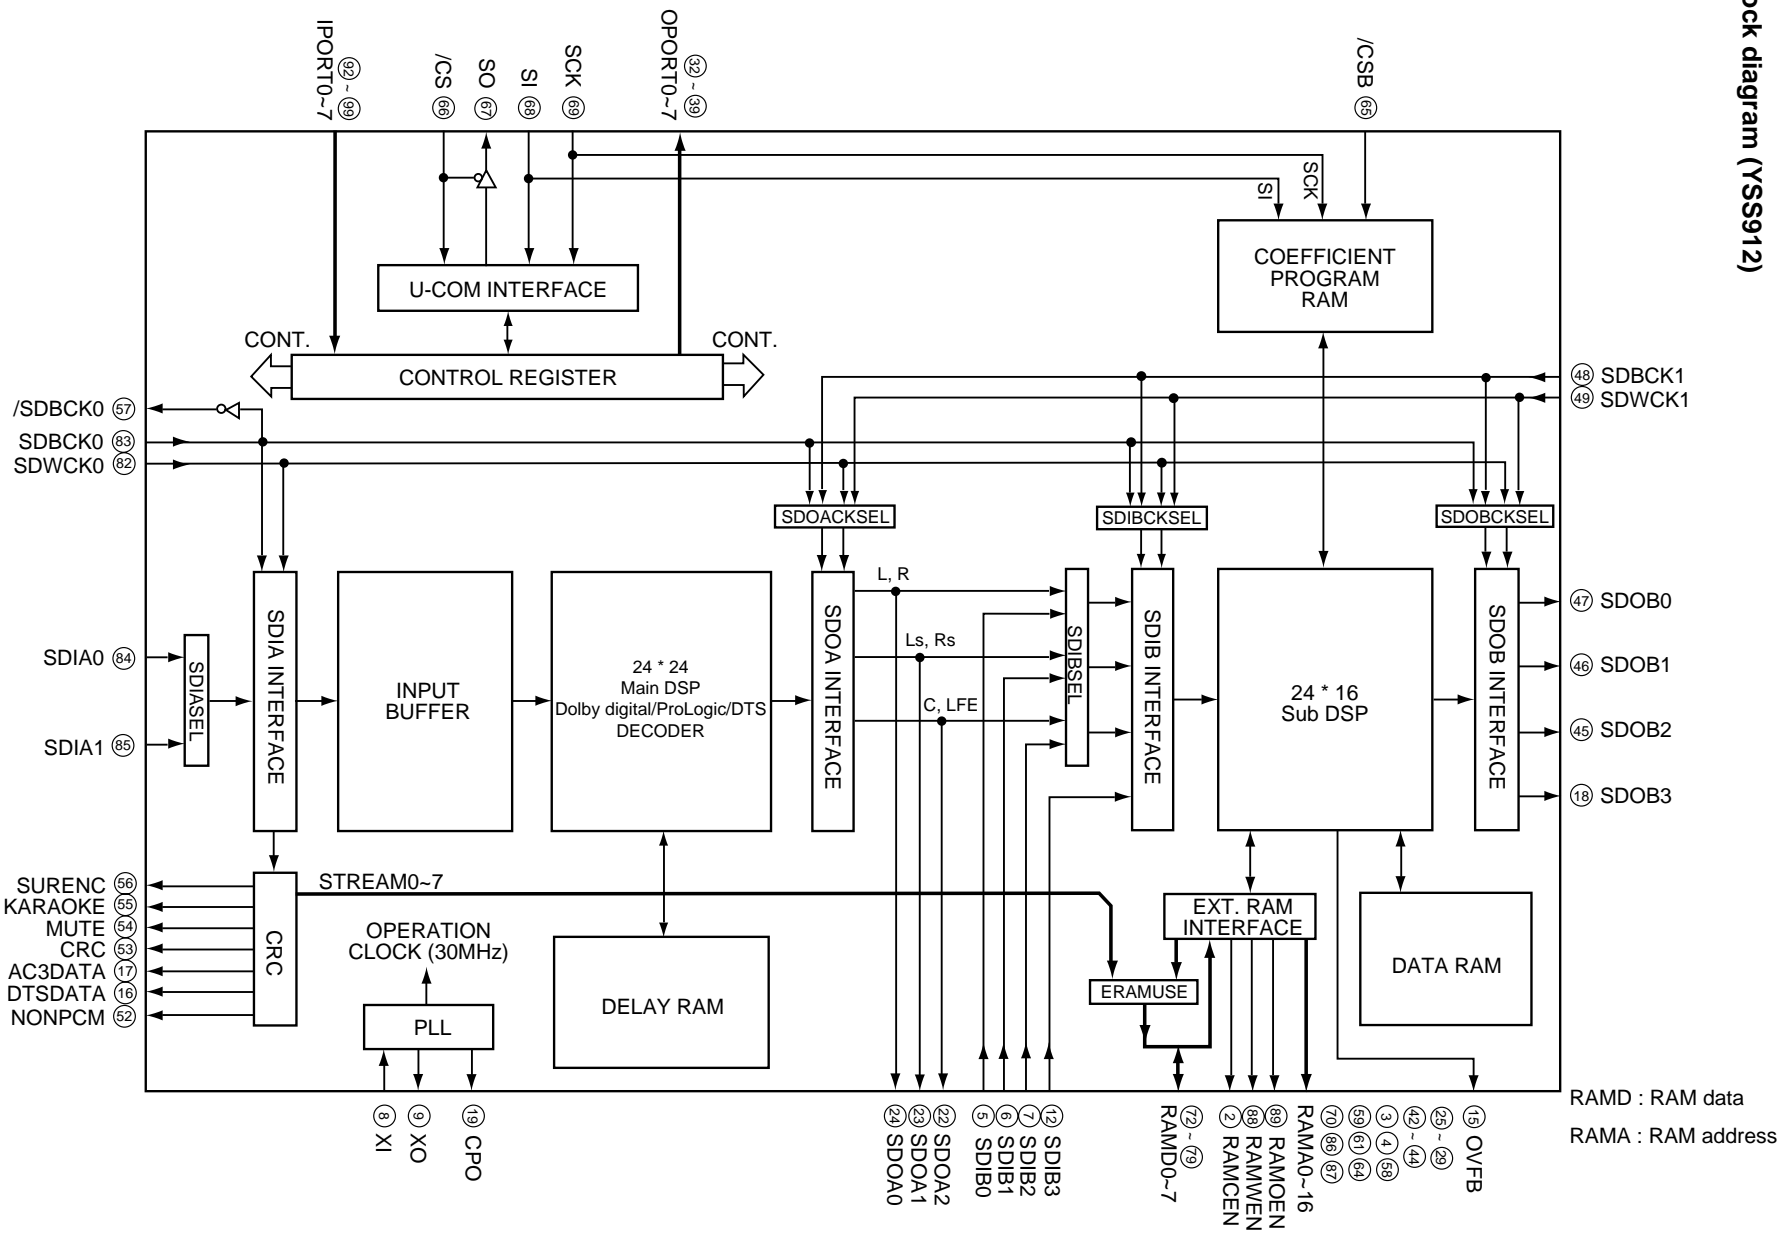 ock diagram (YSS912)
IPORT0~7 92 ~ 99
/CS 66
SO 67
SI 68
SCK 69
OPORT0~7 32 ~ 39
/CSB 65
SI
SCK
U-COM INTERFACE
COEFFICIENT
PROGRAM
RAM
CONT.
CONTROL REGISTER
CONT.
/SDBCK0 57
SDBCK0 83
SDWCK0 82
48 SDBCK1
49 SDWCK1
SDOACKSEL
SDIBCKSEL
SDOBCKSEL
SDIA0 84
SDIA1 85
SDIASEL
SDIA INTERFACE
INPUT
BUFFER
24 * 24
Main DSP
Dolby digital/ProLogic/DTS
DECODER
SDOA INTERFACE
L, R
Ls, Rs
C, LFE
SDIBSEL
SDIB INTERFACE
24 * 16
Sub DSP
SDOB INTERFACE
47 SDOB0
46 SDOB1
45 SDOB2
18 SDOB3
SURENC 56
KARAOKE 55
MUTE 54
CRC 53
AC3DATA 17
DTSDATA 16
NONPCM 52
CRC
STREAM0~7
OPERATION
CLOCK (30MHz)
PLL
DELAY RAM
EXT. RAM
INTERFACE
ERAMUSE
DATA RAM
8 XI
9 XO
19 CPO
24 SDOA0
23 SDOA1
22 SDOA2
5 SDIB0
6 SDIB1
7 SDIB2
12 SDIB3
72 ~ 79
RAMD0~7
2 RAMCEN
88 RAMWEN
89 RAMOEN
RAMA0~16
70 86 87
59 61 64
3 4 58
42 ~ 44
25 ~ 29
15 OVFB
RAMD : RAM data
RAMA : RAM address